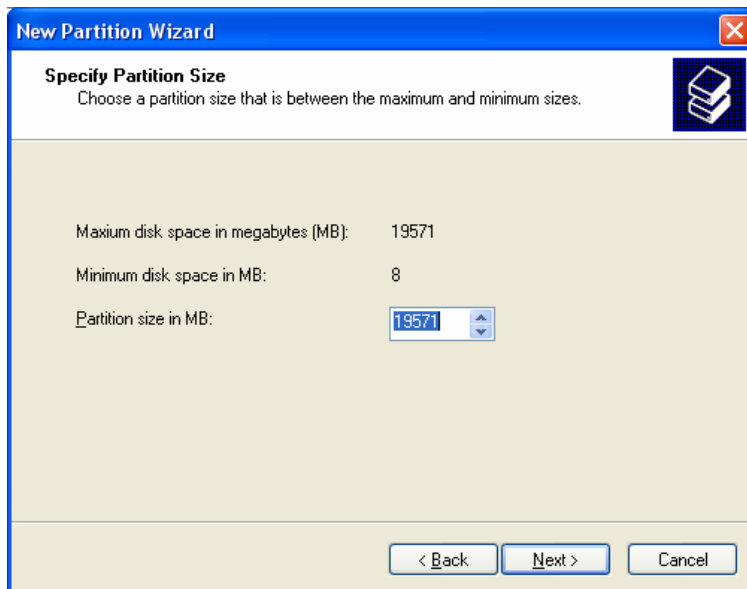 New Partition Wizard
Specify Partition Size
Choose a partition size that is between the maximum and minimum sizes.
Maxium disk space in megabytes (MB): 19571
Minimum disk space in MB: 8
Partition size in MB: 19571
< Back Next > Cancel